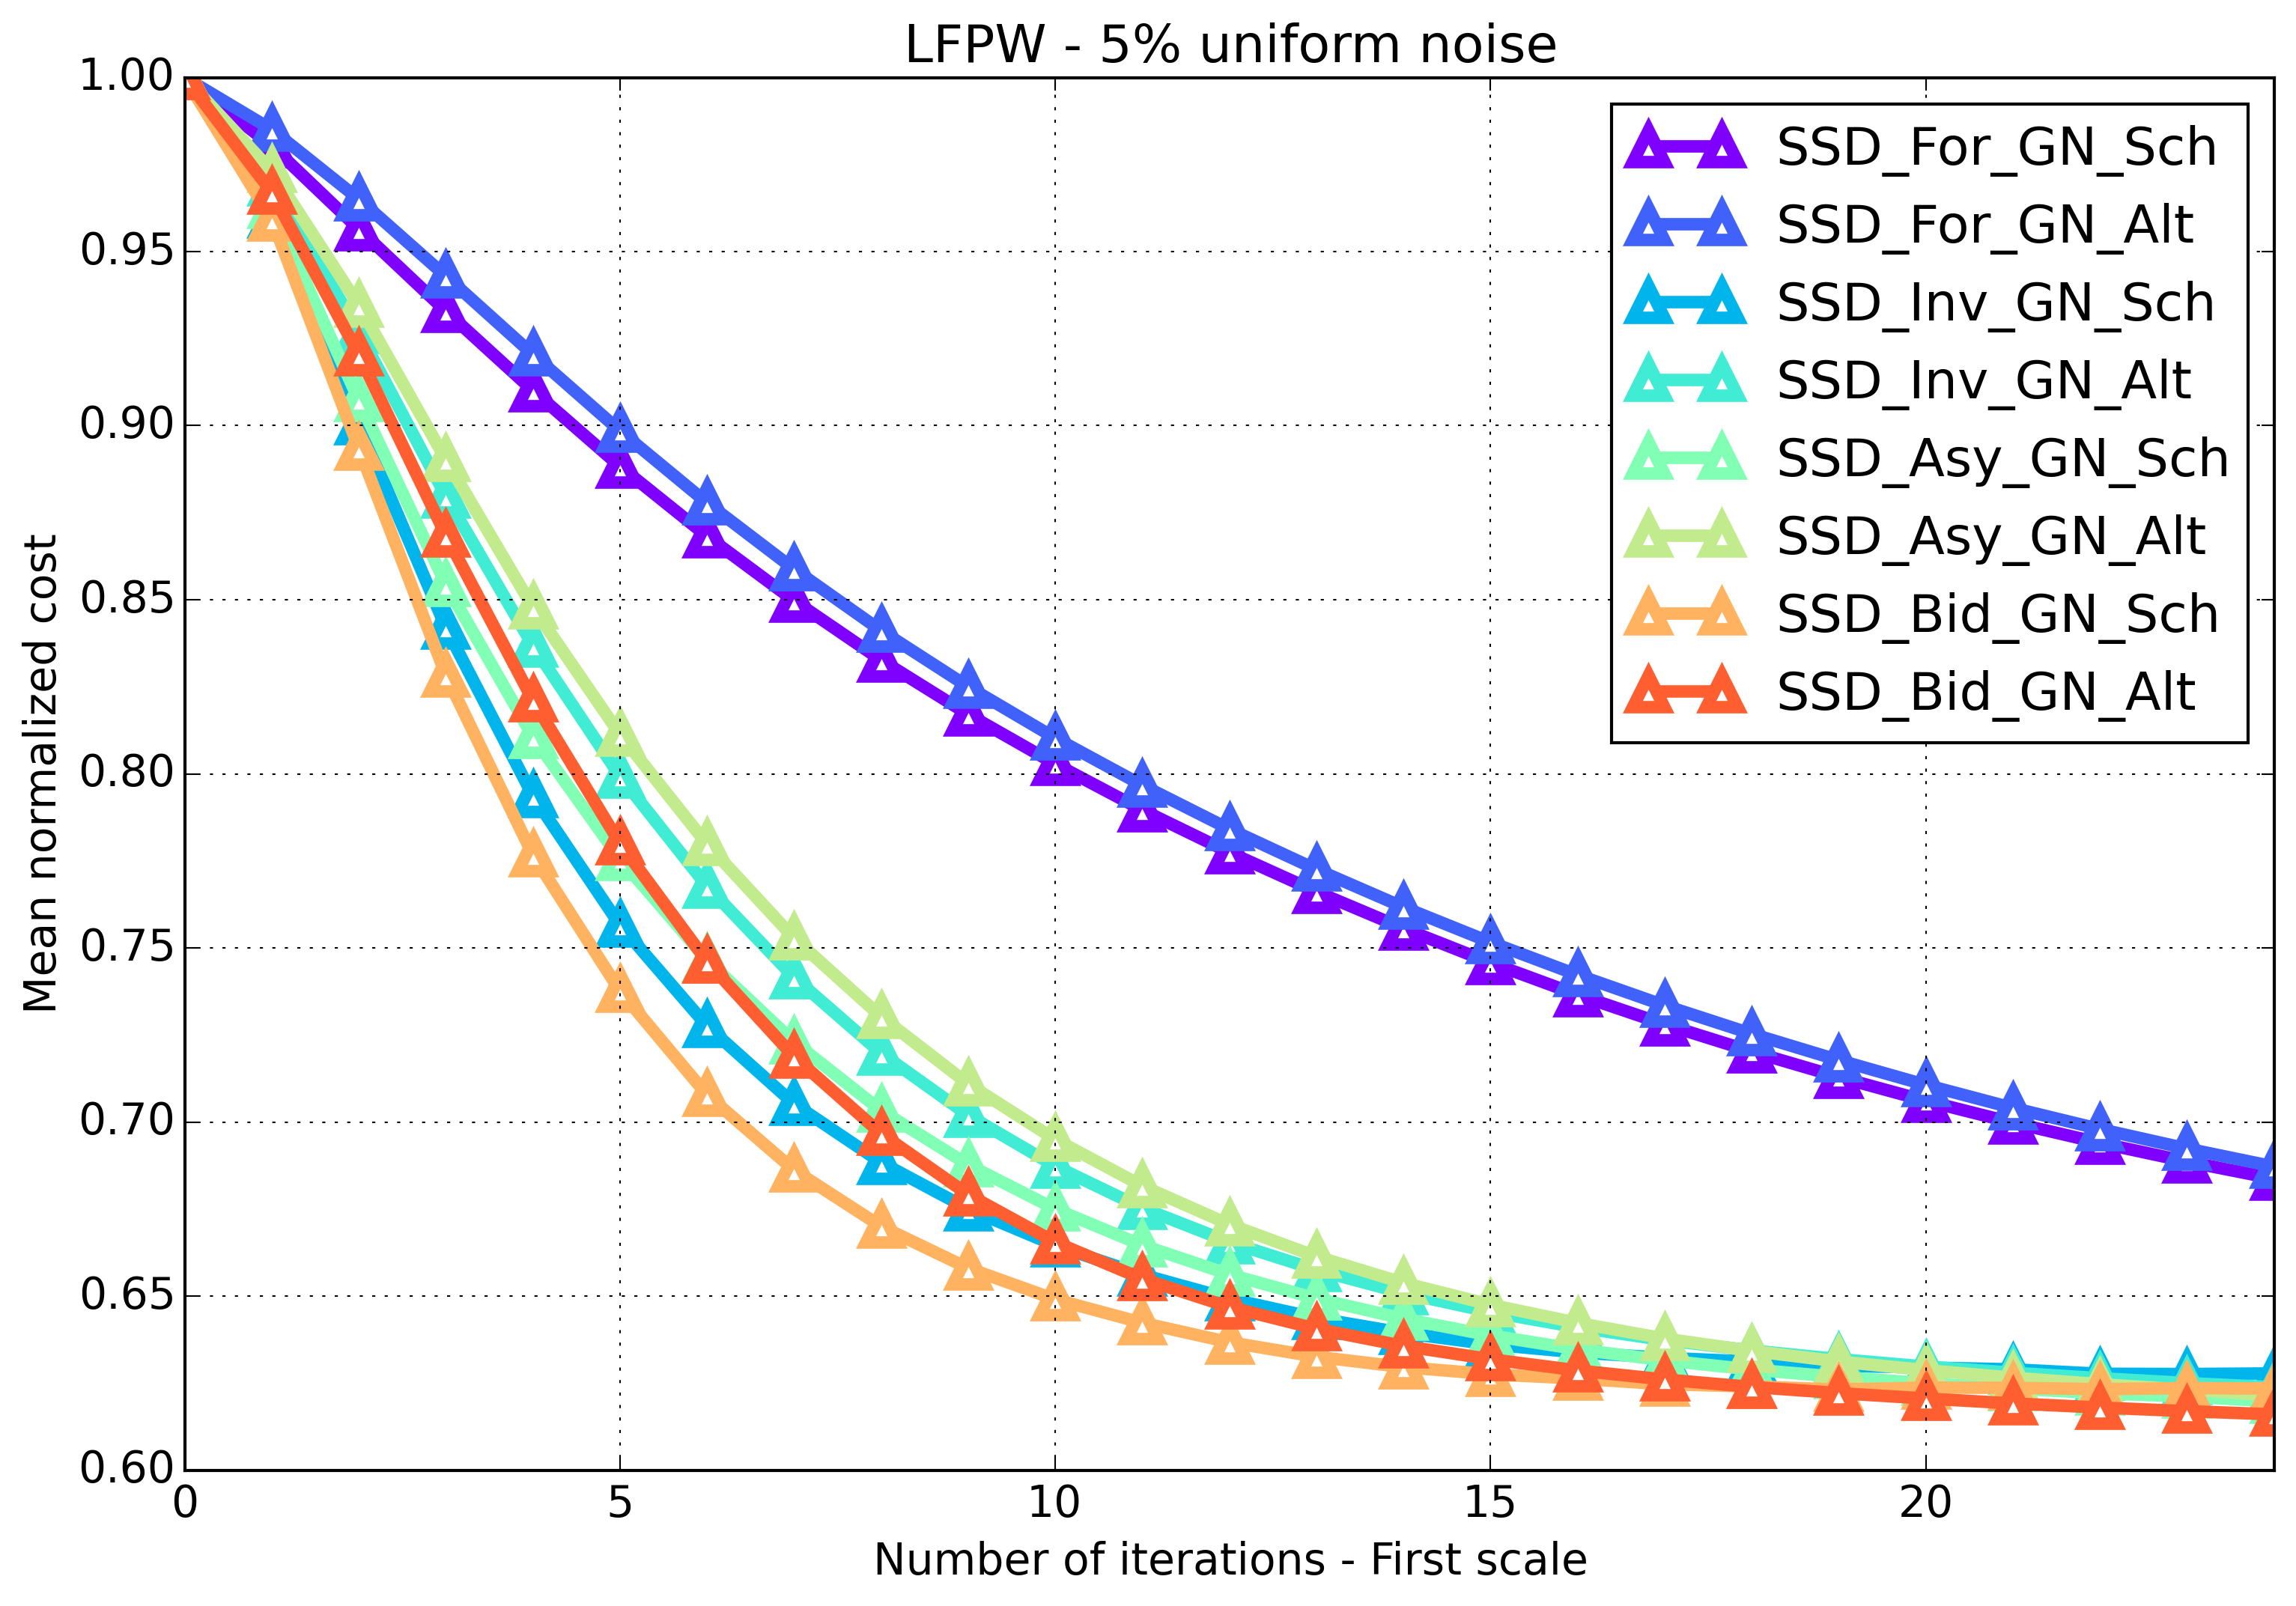 LFPW - 5% uniform noise
1.00
0.95
0.90
0.85
0.80
0.75
0.70
0.65
0.60
Mean normalized cost
SSD_For_GN_Sch
SSD_For_GN_Alt
SSD_Inv_GN_Sch
SSD_Inv_GN_Alt
SSD_Asy_GN_Sch
SSD_Asy_GN_Alt
SSD_Bid_GN_Sch
SSD_Bid_GN_Alt
0 5 10 15 20
Number of iterations - First scale